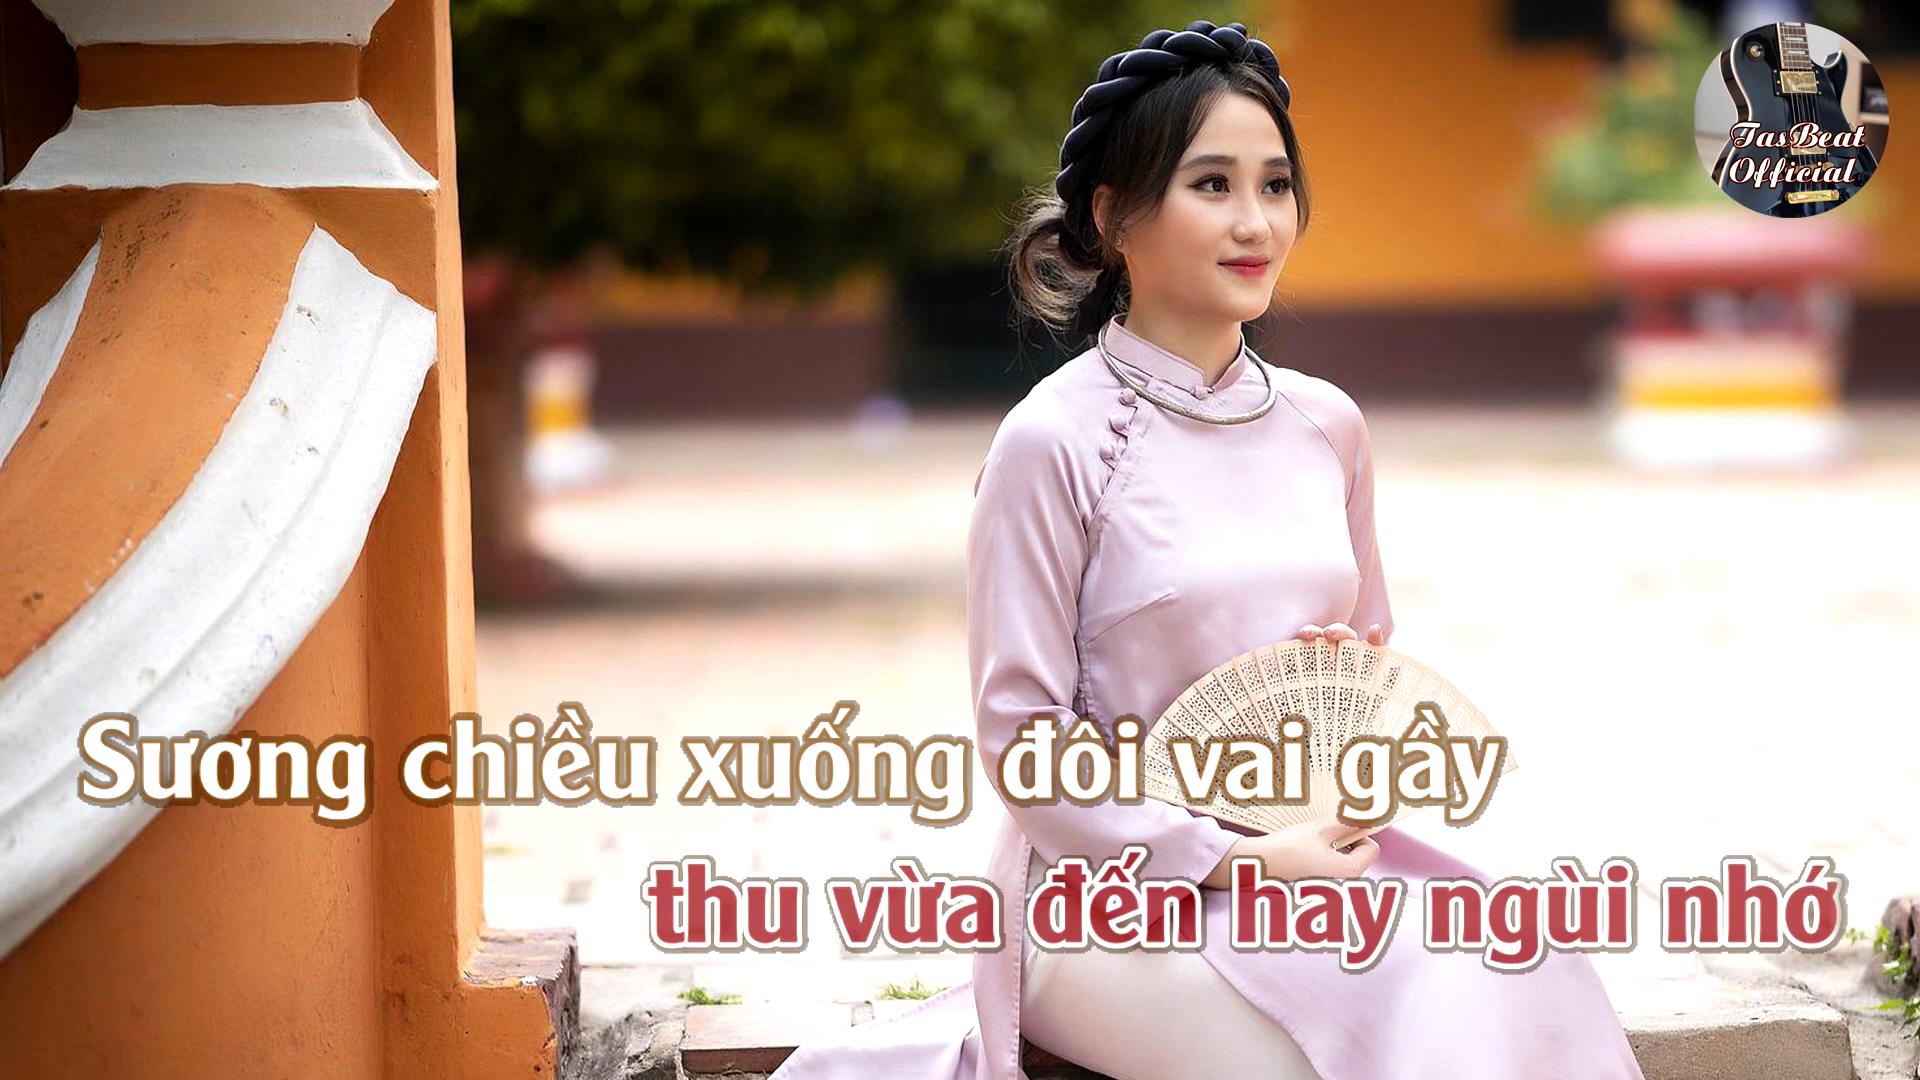 TasBeat
Official
Sương chiều xuống đôi vai gầy
thu vừa đến hay ngùi nhớ